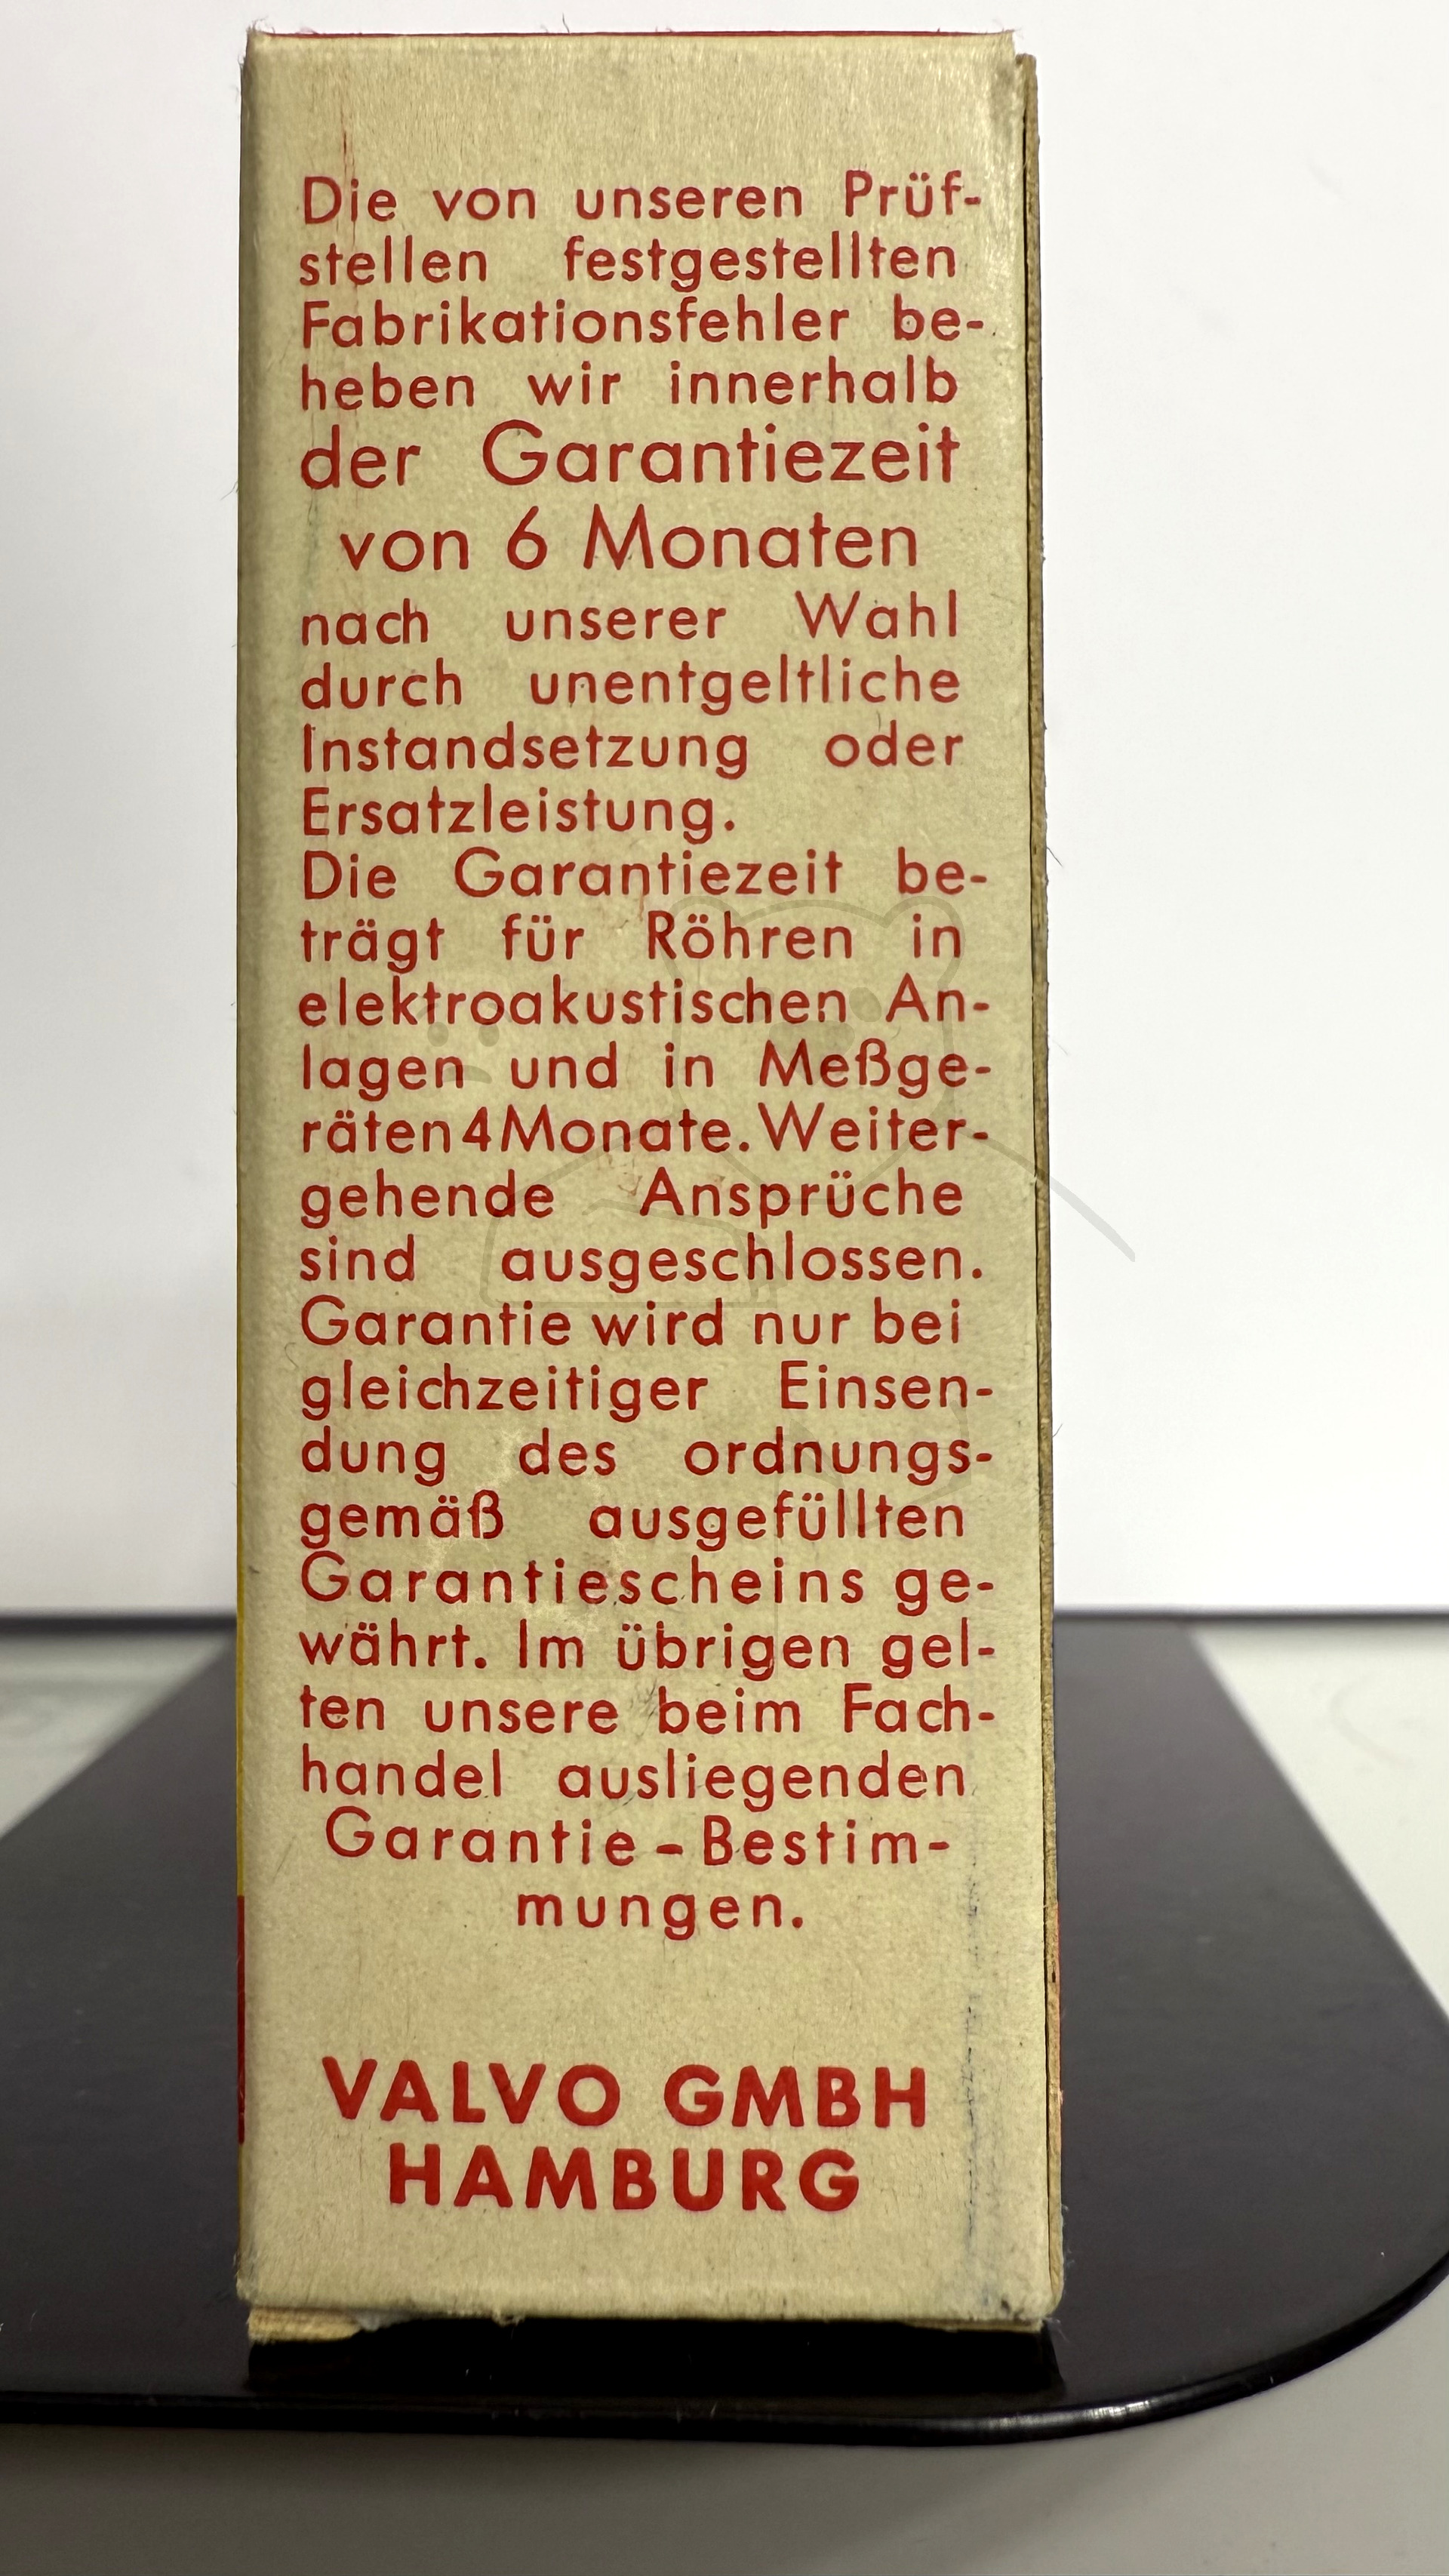 Die von unseren Prüf-
stellen festgestellten
Fabrikationsfehler be-
heben wir innerhalb
der Garantiezeit
von 6 Monaten
nach unserer Wahl
durch unentgeltliche
Instandsetzung oder
Ersatzleistung.
Die Garantiezeit be-
trägt für Röhren in
elektroakustischen An-
lagen und in Meßge-
räten 4 Monate. Weiter-
gehende Ansprüche
sind ausgeschlossen.
Garantie wird nur bei
gleichzeitiger Einsen-
dung des ordnungs-
gemäß ausgefüllten
Garantiescheins ge-
währt. Im übrigen gel-
ten unsere beim Fach-
handel ausliegenden
Garantie-Bestim-
mungen.
VALVO GMBH
HAMBURG